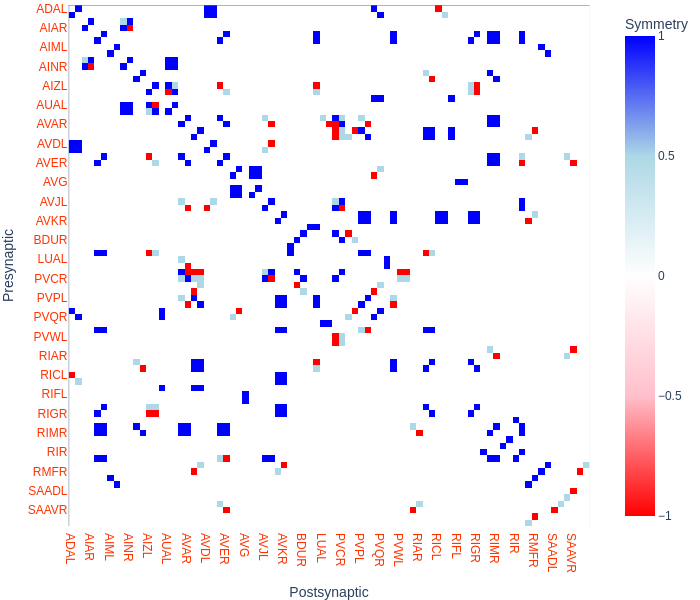 Symmetry
1
0.5
0
−0.5
−1
Presynaptic
ADAL
AIAR
AIML
AINR
AIZL
AUAL
AVAR
AVDL
AVER
AVG
AVJL
AVKR
BDUR
LUAL
PVCR
PVPL
PVQR
PVWL
RIAR
RICL
RIFL
RIGR
RIMR
RIR
RMFR
SAADL
SAAVR
ADAL
AIAR
AIML
AINR
AIZL
AUAL
AVAR
AVDL
AVER
AVG
AVJL
AVKR
BDUR
LUAL
PVCR
PVPL
PVQR
PVWL
RIAR
RICL
RIFL
RIGR
RIMR
RIR
RMFR
SAADL
SAAVR
Postsynaptic